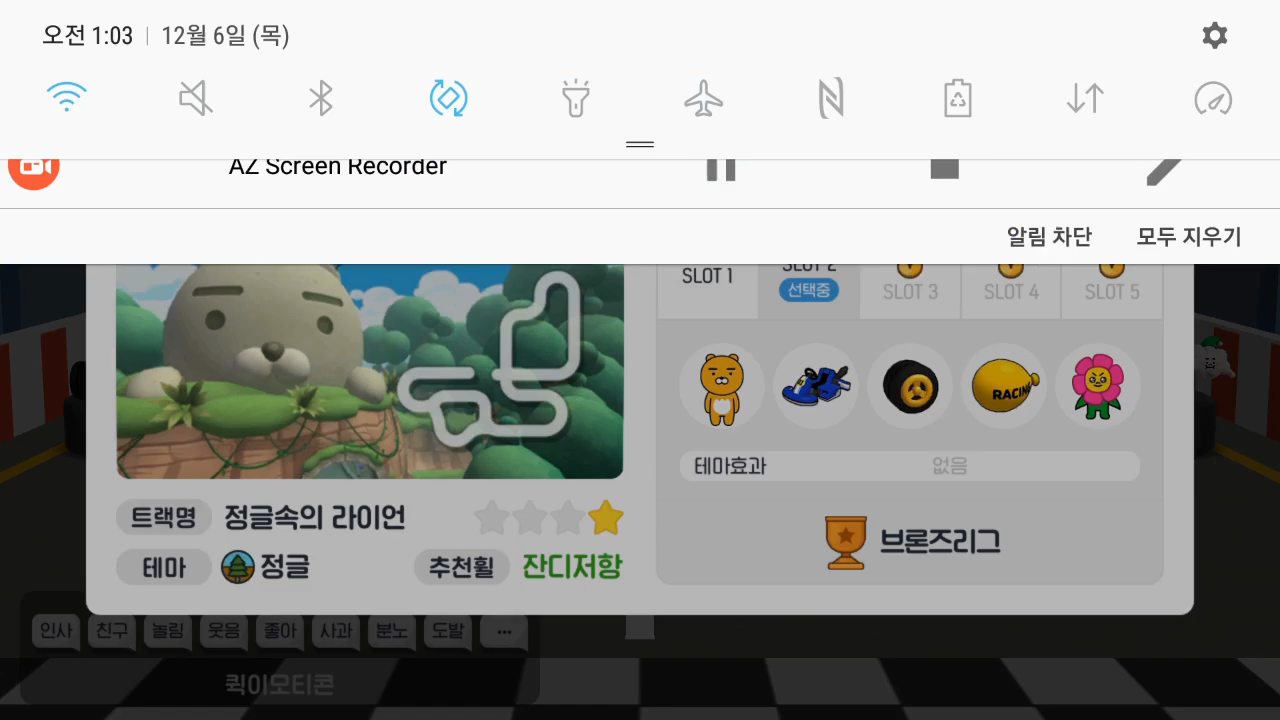 오전 1:03 | 12월 6일 (목)
AZ Screen Recorder
알림 차단 모두 지우기
SLOT 1
SLOT 2
선택중
SLOT 3
SLOT 4
SLOT 5
RACING
테마효과 없음
트랙명 정글속의 라이언
테마 정글 추천휠 잔디저항
브론즈리그
인사 친구 놀림 웃음 좋아 사과 분노 도발 ···
퀵이모티콘